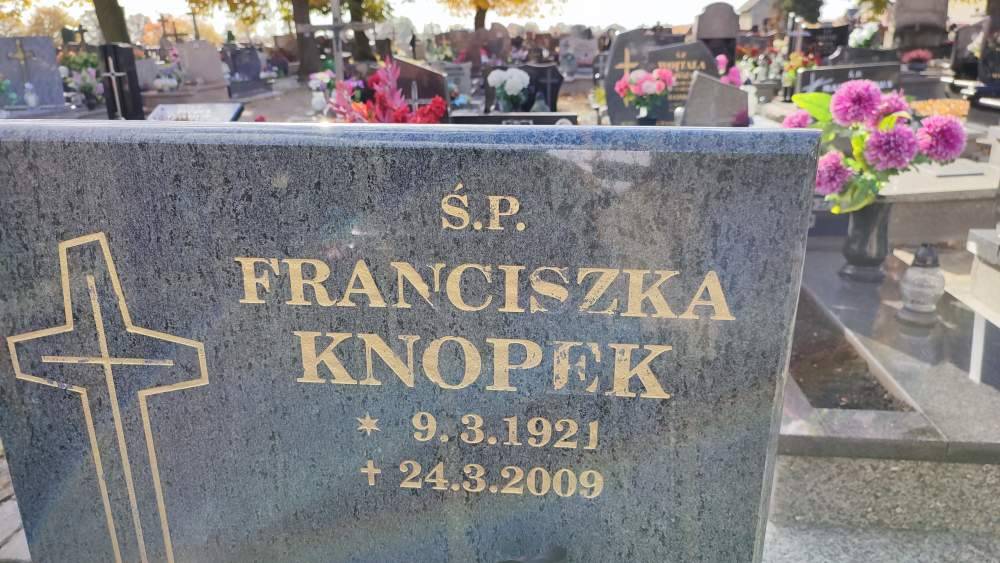 Ś.P.
FRANCISZKA
KNOPEK
* 9.3.1921
† 24.3.2009